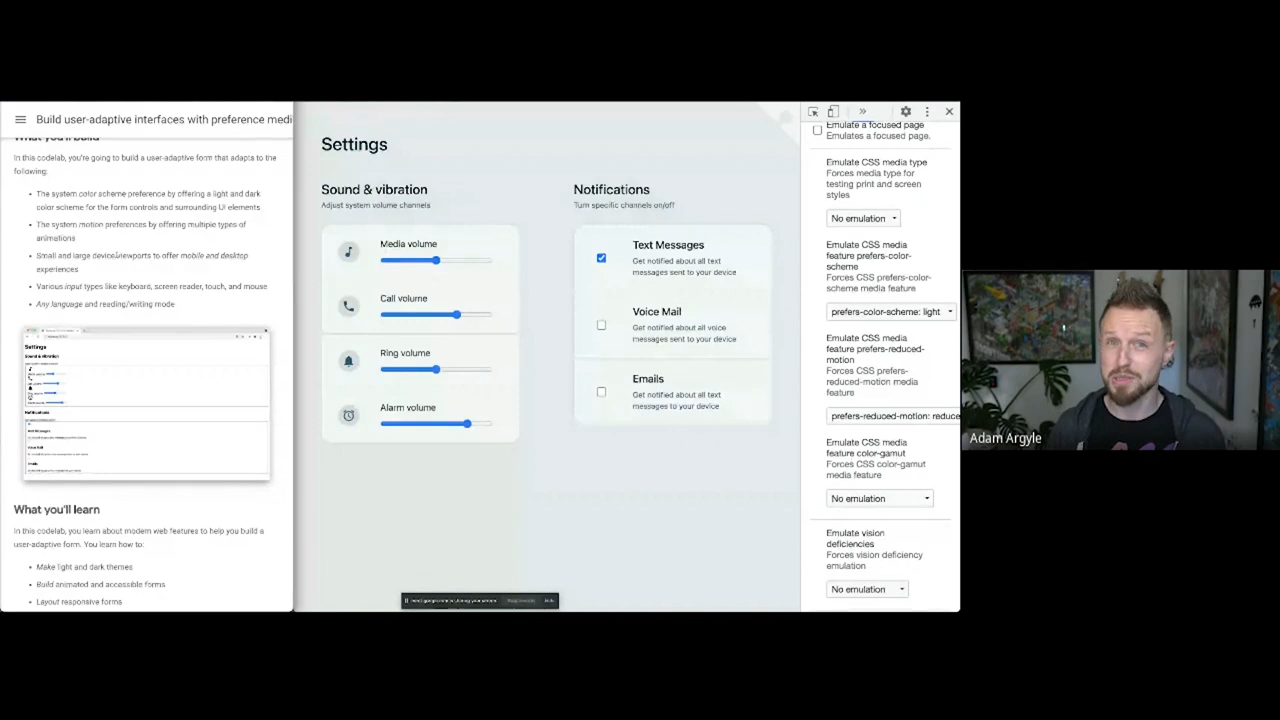 Build user-adaptive interfaces with preference medi
What you'll build
In this codelab, you're going to build a user-adaptive form that adapts to the
following:
• The system color scheme preference by offering a light and dark
color scheme for the form controls and surrounding UI elements
• The system motion preferences by offering multiple types of
animations
• Small and large device viewports to offer mobile and desktop
experiences
• Various input types like keyboard, screen reader, touch, and mouse
• Any language and reading/writing mode
Settings
Sound & vibration
Notifications
What you'll learn
In this codelab, you learn about modern web features to help you build a
user-adaptive form. You learn how to:
• Make light and dark themes
• Build animated and accessible forms
• Layout responsive forms
Settings
Sound & vibration
Adjust system volume channels
Media volume
Call volume
Ring volume
Alarm volume
Notifications
Turn specific channels on/off
Text Messages
Get notified about all text
messages sent to your device
Voice Mail
Get notified about all voice
messages sent to your device
Emails
Get notified about all text
messages to your device
Emulate a focused page
Emulates a focused page.
Emulate CSS media type
Forces media type for
testing print and screen
styles
No emulation
Emulate CSS media
feature prefers-color-
scheme
Forces CSS prefers-color-
scheme media feature
prefers-color-scheme: light
Emulate CSS media
feature prefers-reduced-
motion
Forces CSS prefers-
reduced-motion media
feature
prefers-reduced-motion: reduce
Emulate CSS media
feature color-gamut
Forces CSS color-gamut
media feature
No emulation
Emulate vision
deficiencies
Forces vision deficiency
emulation
No emulation
Adam Argyle